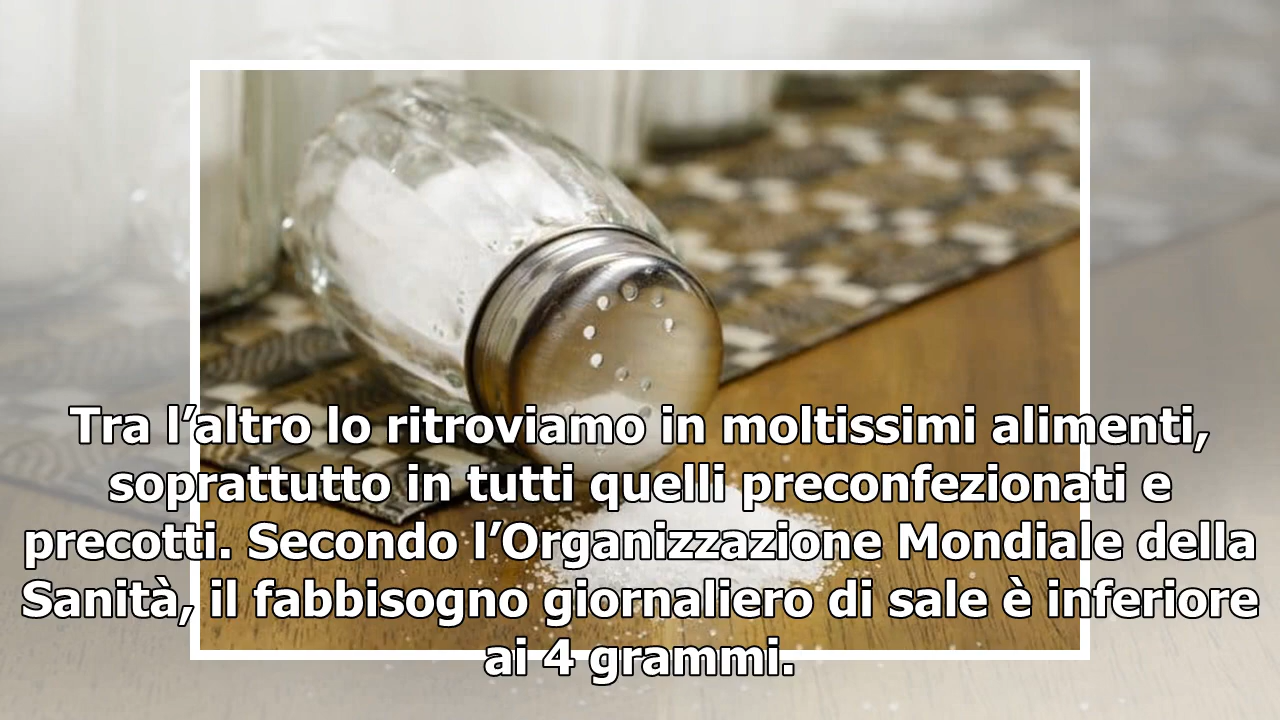 Tra l’altro lo ritroviamo in moltissimi alimenti,
soprattutto in tutti quelli preconfezionati e
precotti. Secondo l’Organizzazione Mondiale della
Sanità, il fabbisogno giornaliero di sale è inferiore
ai 4 grammi.